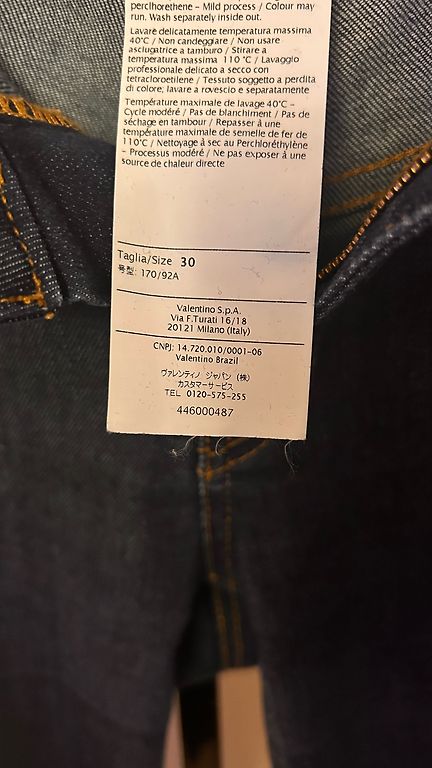 perchlorethene - Mild process / Colour may
run. Wash separately inside out.
Lavare delicatamente temperatura massima
40°C / Non candeggiare / Non usare
asciugatrice a tamburo / Stirare a
temperatura massima 110 °C / Lavaggio
professionale delicato a secco con
tetracloroetilene / Tessuto soggetto a perdita
di colore; lavare a rovescio e separatamente
Température maximale de lavage 40°C -
Cycle modéré / Pas de blanchiment / Pas de
séchage en tambour / Repasser à une
température maximale de semelle de fer de
110°C / Nettoyage à sec au Perchloréthylène
- Processus modéré / Ne pas exposer à une
source de chaleur directe
Taglia/Size 30
号型: 170/92A
Valentino S.p.A.
Via F.Turati 16/18
20121 Milano (Italy)
CNPJ: 14.720.010/0001-06
Valentino Brazil
ヴァレンティノ ジャパン (株)
カスタマーサービス
TEL 0120-575-255
446000487